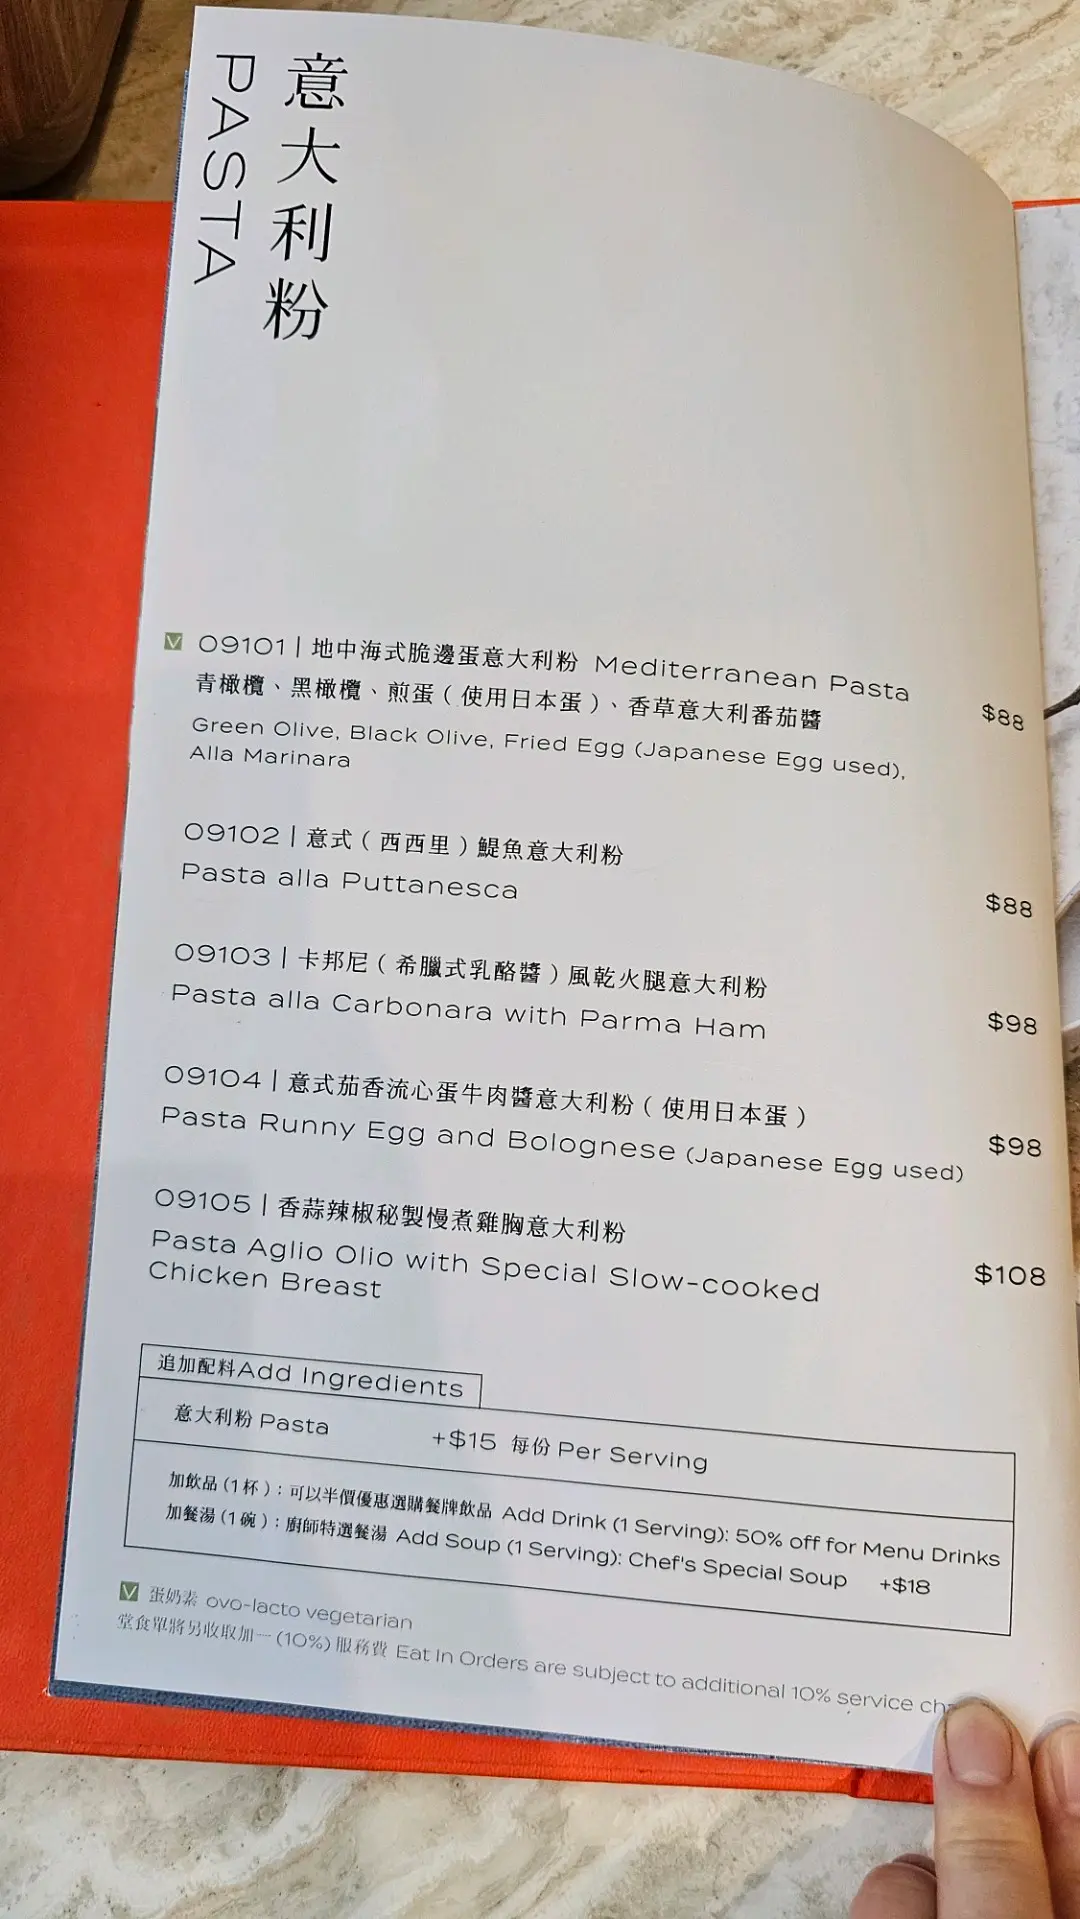 意大利粉
PASTA
V 09101 | 地中海式脆邊蛋意大利粉 Mediterranean Pasta
青橄欖、黑橄欖、煎蛋(使用日本蛋)、香草意大利番茄醬 $88
Green Olive, Black Olive, Fried Egg (Japanese Egg used),
Alla Marinara
09102 | 意式(西西里)鯷魚意大利粉
Pasta alla Puttanesca $88
09103 | 卡邦尼(希臘式乳酪醬)風乾火腿意大利粉
Pasta alla Carbonara with Parma Ham $98
09104 | 意式茄香流心蛋牛肉醬意大利粉(使用日本蛋)
Pasta Runny Egg and Bolognese (Japanese Egg used) $98
09105 | 香蒜辣椒秘製慢煮雞胸意大利粉
Pasta Aglio Olio with Special Slow-cooked $108
Chicken Breast
追加配料Add Ingredients
意大利粉 Pasta +$15 每份 Per Serving
加飲品(1杯):可以半價優惠選購餐牌飲品 Add Drink (1 Serving): 50% off for Menu Drinks
加餐湯(1碗):廚師特選餐湯 Add Soup (1 Serving): Chef's Special Soup +$18
V 蛋奶素 ovo-lacto vegetarian
堂食單將另收取加一(10%)服務費 Eat In Orders are subject to additional 10% service